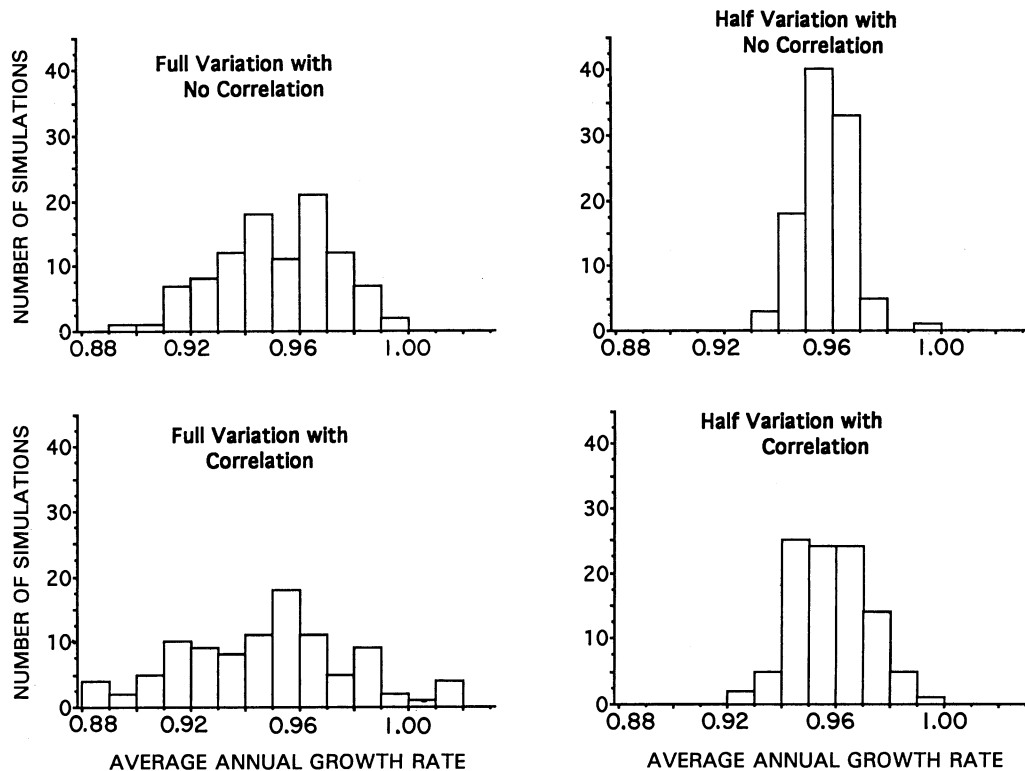 Full Variation with
No Correlation
NUMBER OF SIMULATIONS
40
30
20
10
0
0.88 0.92 0.96 1.00
Half Variation with
No Correlation
40
30
20
10
0
0.88 0.92 0.96 1.00
Full Variation with
Correlation
NUMBER OF SIMULATIONS
40
30
20
10
0
0.88 0.92 0.96 1.00
AVERAGE ANNUAL GROWTH RATE
Half Variation with
Correlation
40
30
20
10
0
0.88 0.92 0.96 1.00
AVERAGE ANNUAL GROWTH RATE